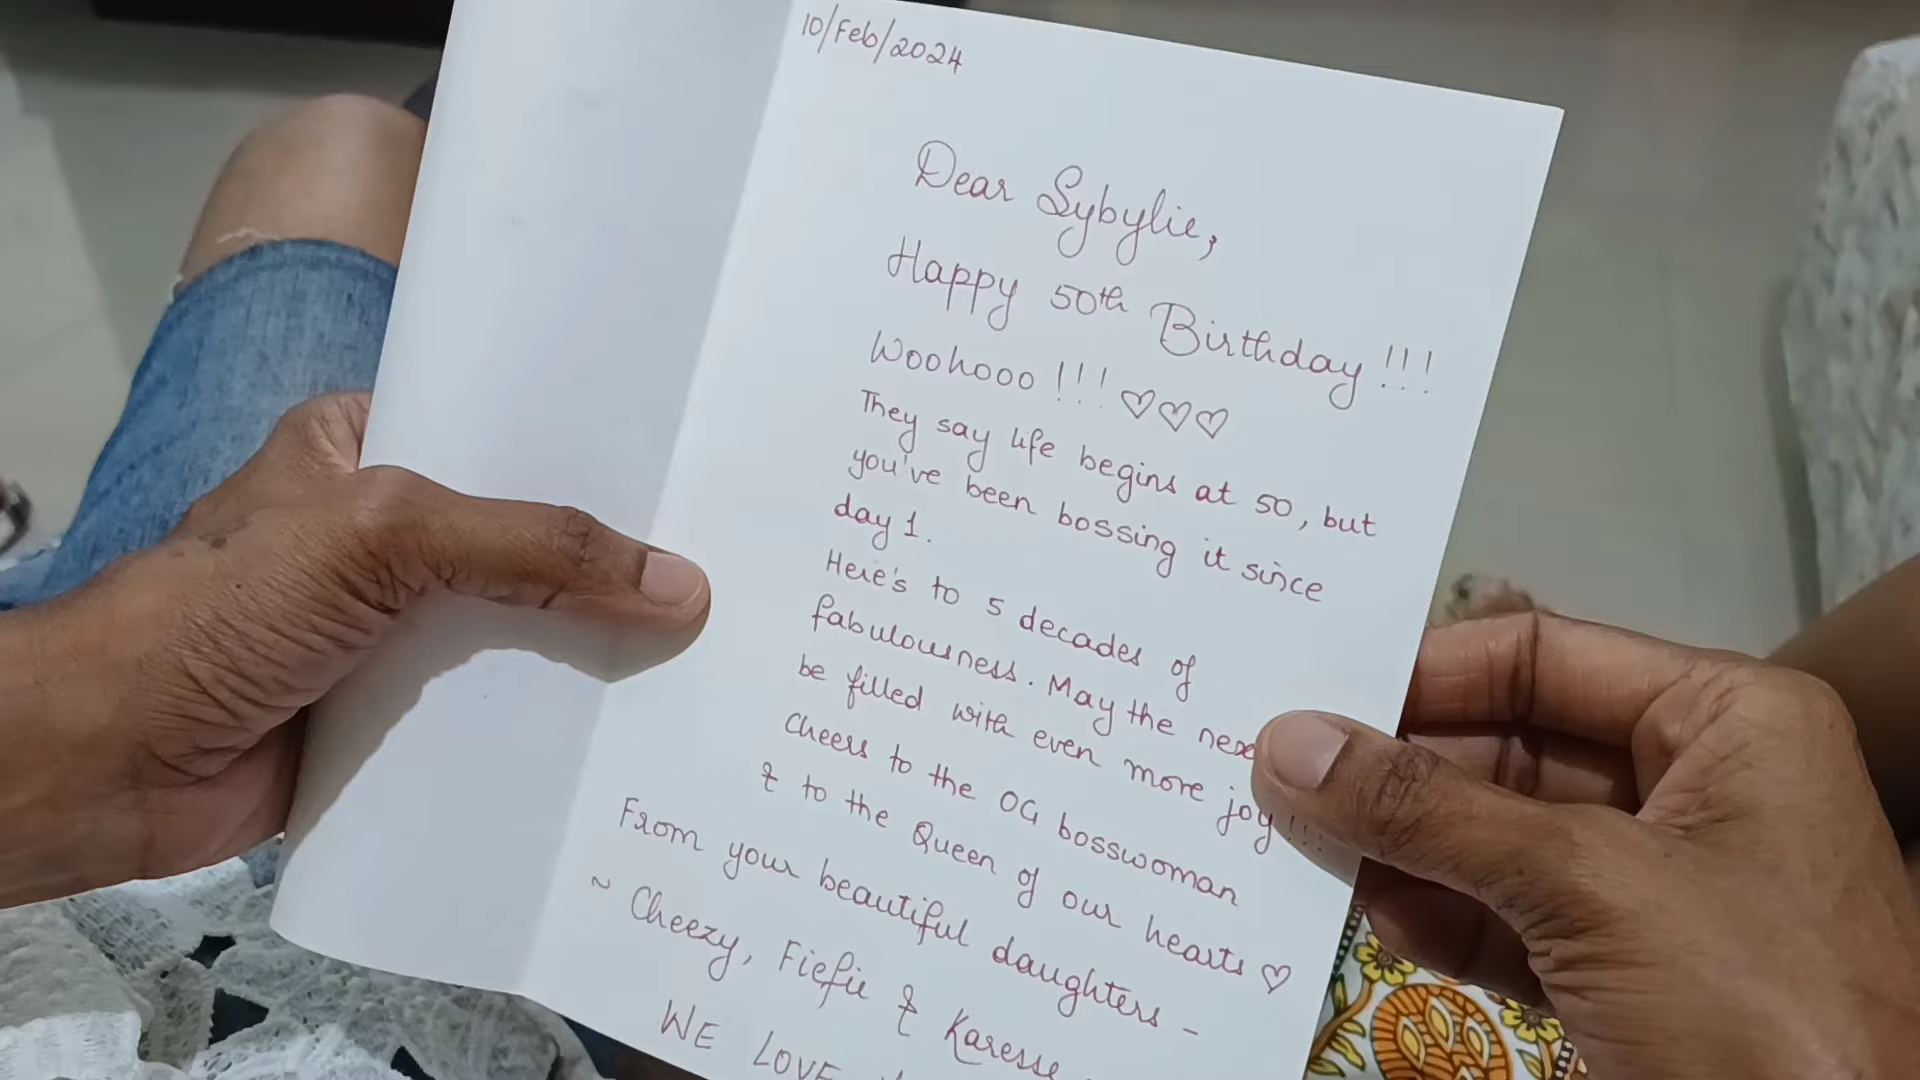 10/Feb/2024
Dear Sybylie,
Happy 50th Birthday!!!
Woohooo!!! ♡♡♡
They say life begins at 50, but
you've been bossing it since
day 1.
Here's to 5 decades of
fabulousness. May the
be filled with even more joy!!!
Cheers to the OG bosswoman
& to the Queen of our hearts ♡
From your beautiful daughters -
~ Cheezy, Fiefie & Karesse
WE LOVE